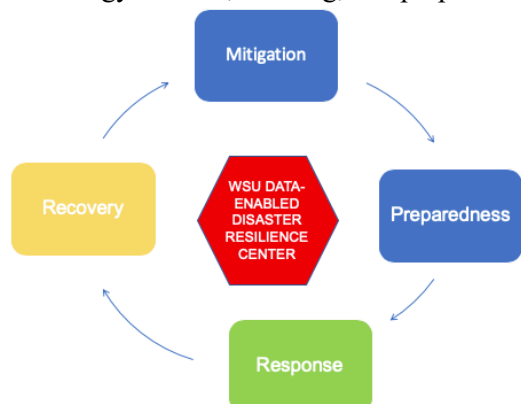 Mitigation
Recovery
WSU DATA-
ENABLED
DISASTER
RESILIENCE
CENTER
Preparedness
Response